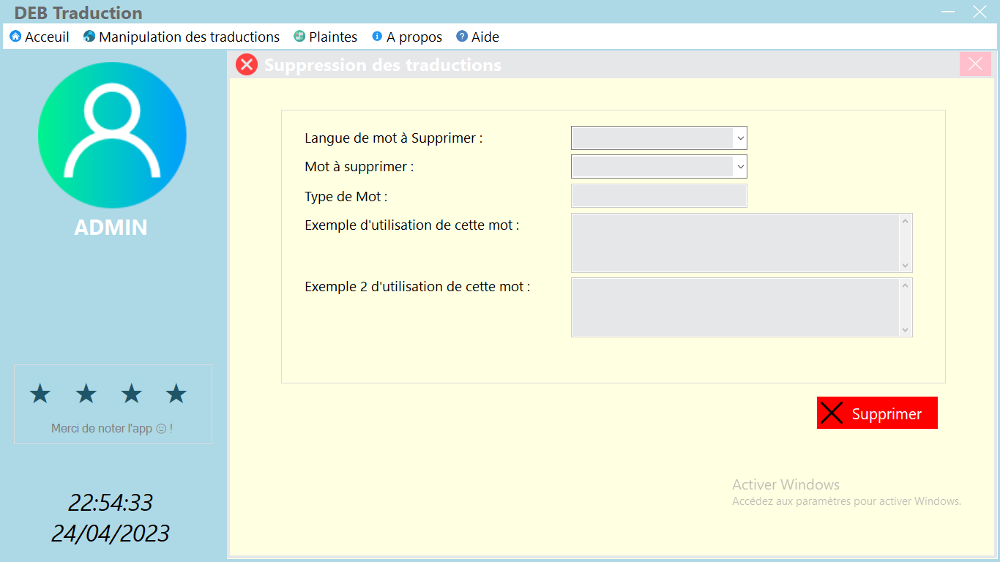 DEB Traduction
Acceuil Manipulation des traductions Plaintes A propos Aide
Suppression des traductions
ADMIN
Langue de mot à Supprimer :
Mot à supprimer :
Type de Mot :
Exemple d'utilisation de cette mot :
Exemple 2 d'utilisation de cette mot :
Supprimer
Merci de noter l'app ☺ !
22:54:33
24/04/2023
Activer Windows
Accédez aux paramètres pour activer Windows.